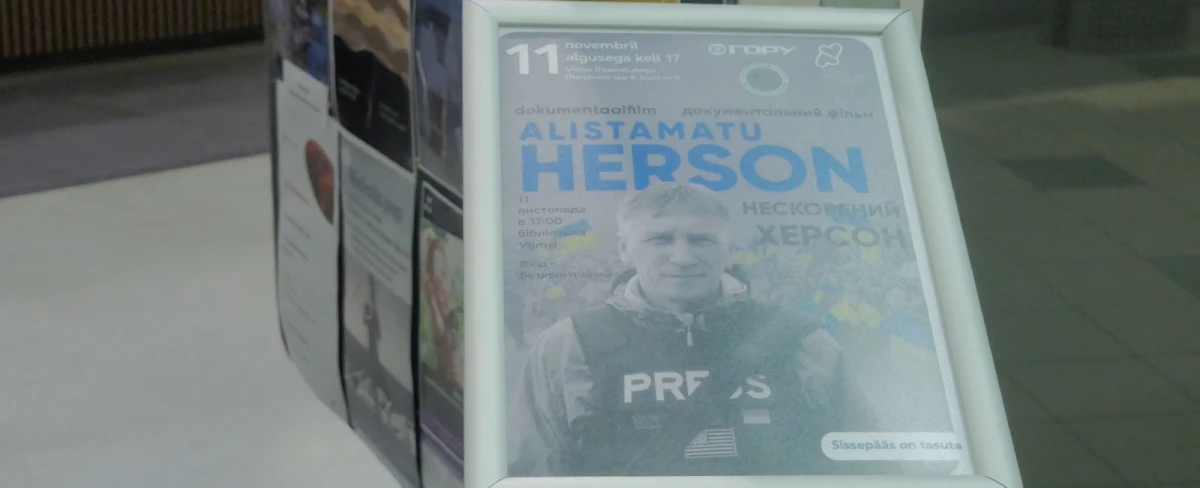 11 novembril
algusega kell 17
Viimsi Raamatukogu
ГОРУ
dokumentaalfilm документальний фільм
ALISTAMATU
HERSON
11
листопада
в 17:00
бібліотека
Viimsi
НЕСКОРЕНИЙ
ХЕРСОН
Вхід -
безкоштовний
PRESS
Sissepääs on tasuta